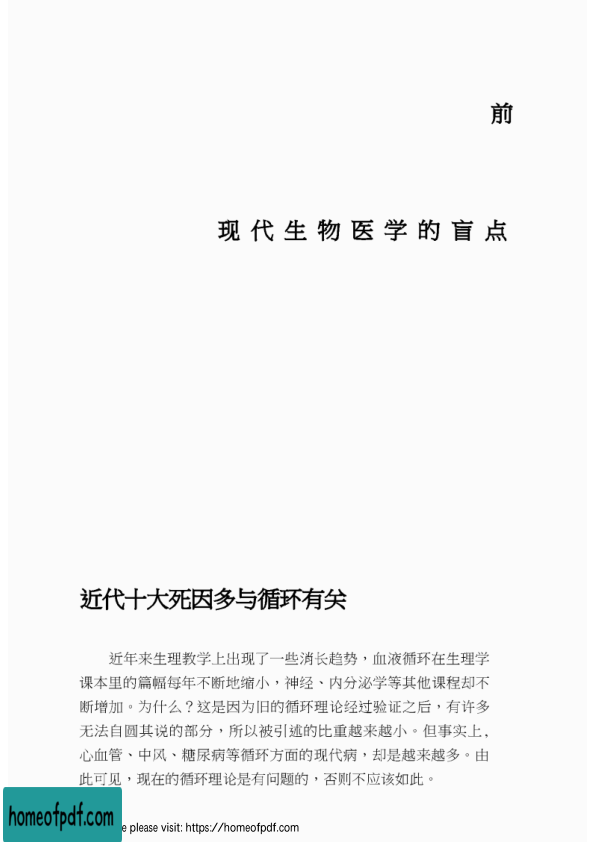 前
现代生物医学的盲点
近代十大死因多与循环有关
近年来生理教学上出现了一些消长趋势，血液循环在生理学
课本里的篇幅每年不断地缩小，神经、内分泌学等其他课程却不
断增加。为什么？这是因为旧的循环理论经过验证之后，有许多
无法自圆其说的部分，所以被引述的比重越来越小。但事实上，
心血管、中风、糖尿病等循环方面的现代病，却是越来越多。由
此可见，现在的循环理论是有问题的，否则不应该如此。
homeofpdf.com
please visit: https://homeofpdf.com